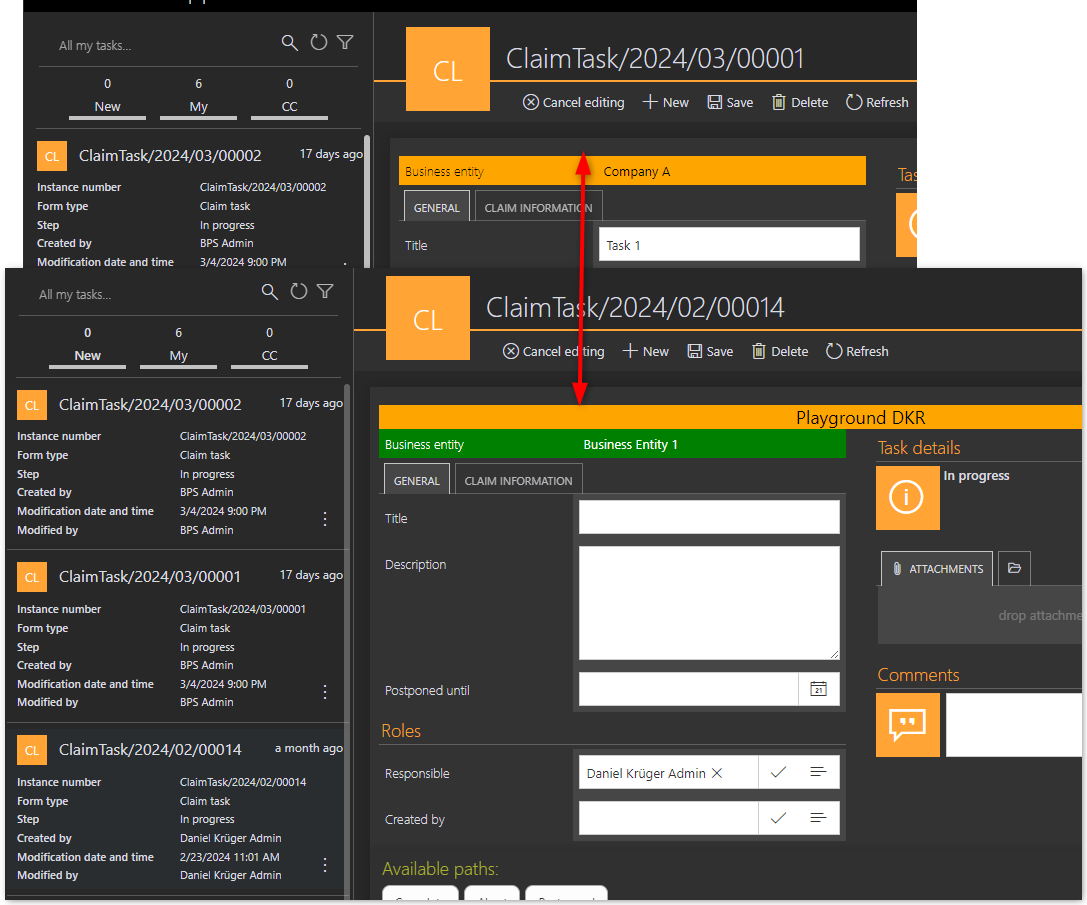 All my tasks...
0 6 0
New My CC
CL ClaimTask/2024/03/00002 17 days ago
Instance number ClaimTask/2024/03/00002
Form type Claim task
Step In progress
Created by BPS Admin
Modification date and time 3/4/2024 9:00 PM
CL ClaimTask/2024/03/00001
Cancel editing New Save Delete Refresh
Business entity Company A
GENERAL CLAIM INFORMATION
Title Task 1
All my tasks...
0 6 0
New My CC
CL ClaimTask/2024/03/00002 17 days ago
Instance number ClaimTask/2024/03/00002
Form type Claim task
Step In progress
Created by BPS Admin
Modification date and time 3/4/2024 9:00 PM
Modified by BPS Admin
CL ClaimTask/2024/03/00001 17 days ago
Instance number ClaimTask/2024/03/00001
Form type Claim task
Step In progress
Created by BPS Admin
Modification date and time 3/4/2024 9:00 PM
Modified by BPS Admin
CL ClaimTask/2024/02/00014 a month ago
Instance number ClaimTask/2024/02/00014
Form type Claim task
Step In progress
Created by Daniel Krüger Admin
Modification date and time 2/23/2024 11:01 AM
Modified by Daniel Krüger Admin
CL ClaimTask/2024/02/00014
Cancel editing New Save Delete Refresh
Playground DKR
Business entity Business Entity 1
GENERAL CLAIM INFORMATION
Title
Description
Postponed until 21
Roles
Responsible Daniel Krüger Admin
Created by
Available paths:
Task details
In progress
ATTACHMENTS
drop attachme
Comments